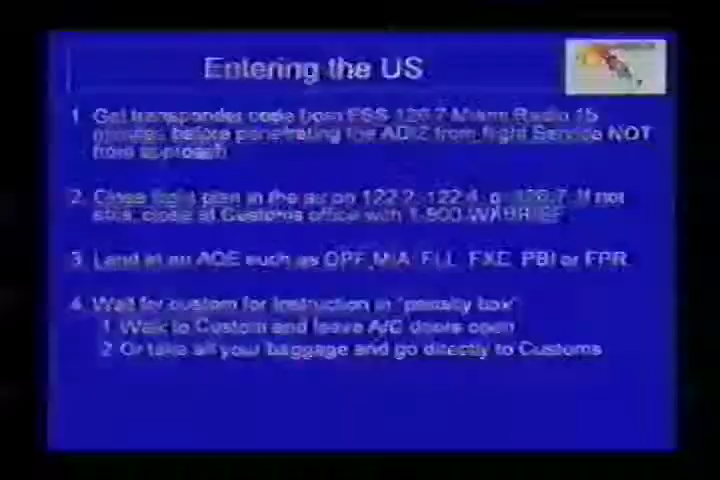 Entering the US
1 Get transponder code from FSS 126.7 Miami Radio 15
minutes before penetrating the ADIZ from flight Service NOT
from approach
2. Close flight plan in the air on 122.2, 122.4, or 126.7. If not
sure, close at Customs office with 1-800-WXBRIEF
3. Land at an AOE such as OPF, MIA, FLL, FXE, PBI or FPR
4. Wait for custom for instruction in "penalty box"
1 Walk to Custom and leave A/C doors open
2 Or take all your baggage and go directly to Customs